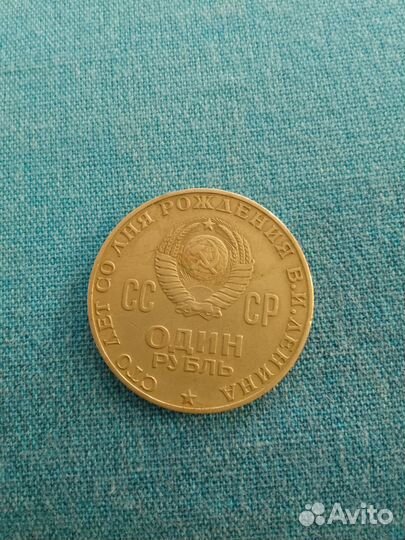 СТО ЛЕТ СО ДНЯ РОЖДЕНИЯ В.И.ЛЕНИНА
СС СР
ОДИН
РУБЛЬ
Avito